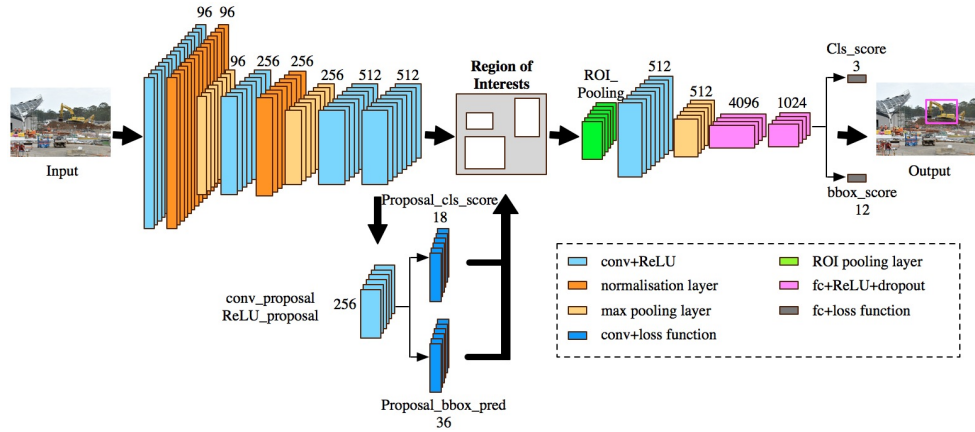 96 96
96 256 256 256 512 512
Input
Region of
Interests
ROI_
Pooling
512
512
4096
1024
Cls_score
3
Output
bbox_score
12
Proposal_cls_score
18
conv_proposal
ReLU_proposal
256
Proposal_bbox_pred
36
conv+ReLU
normalisation layer
max pooling layer
conv+loss function
ROI pooling layer
fc+ReLU+dropout
fc+loss function